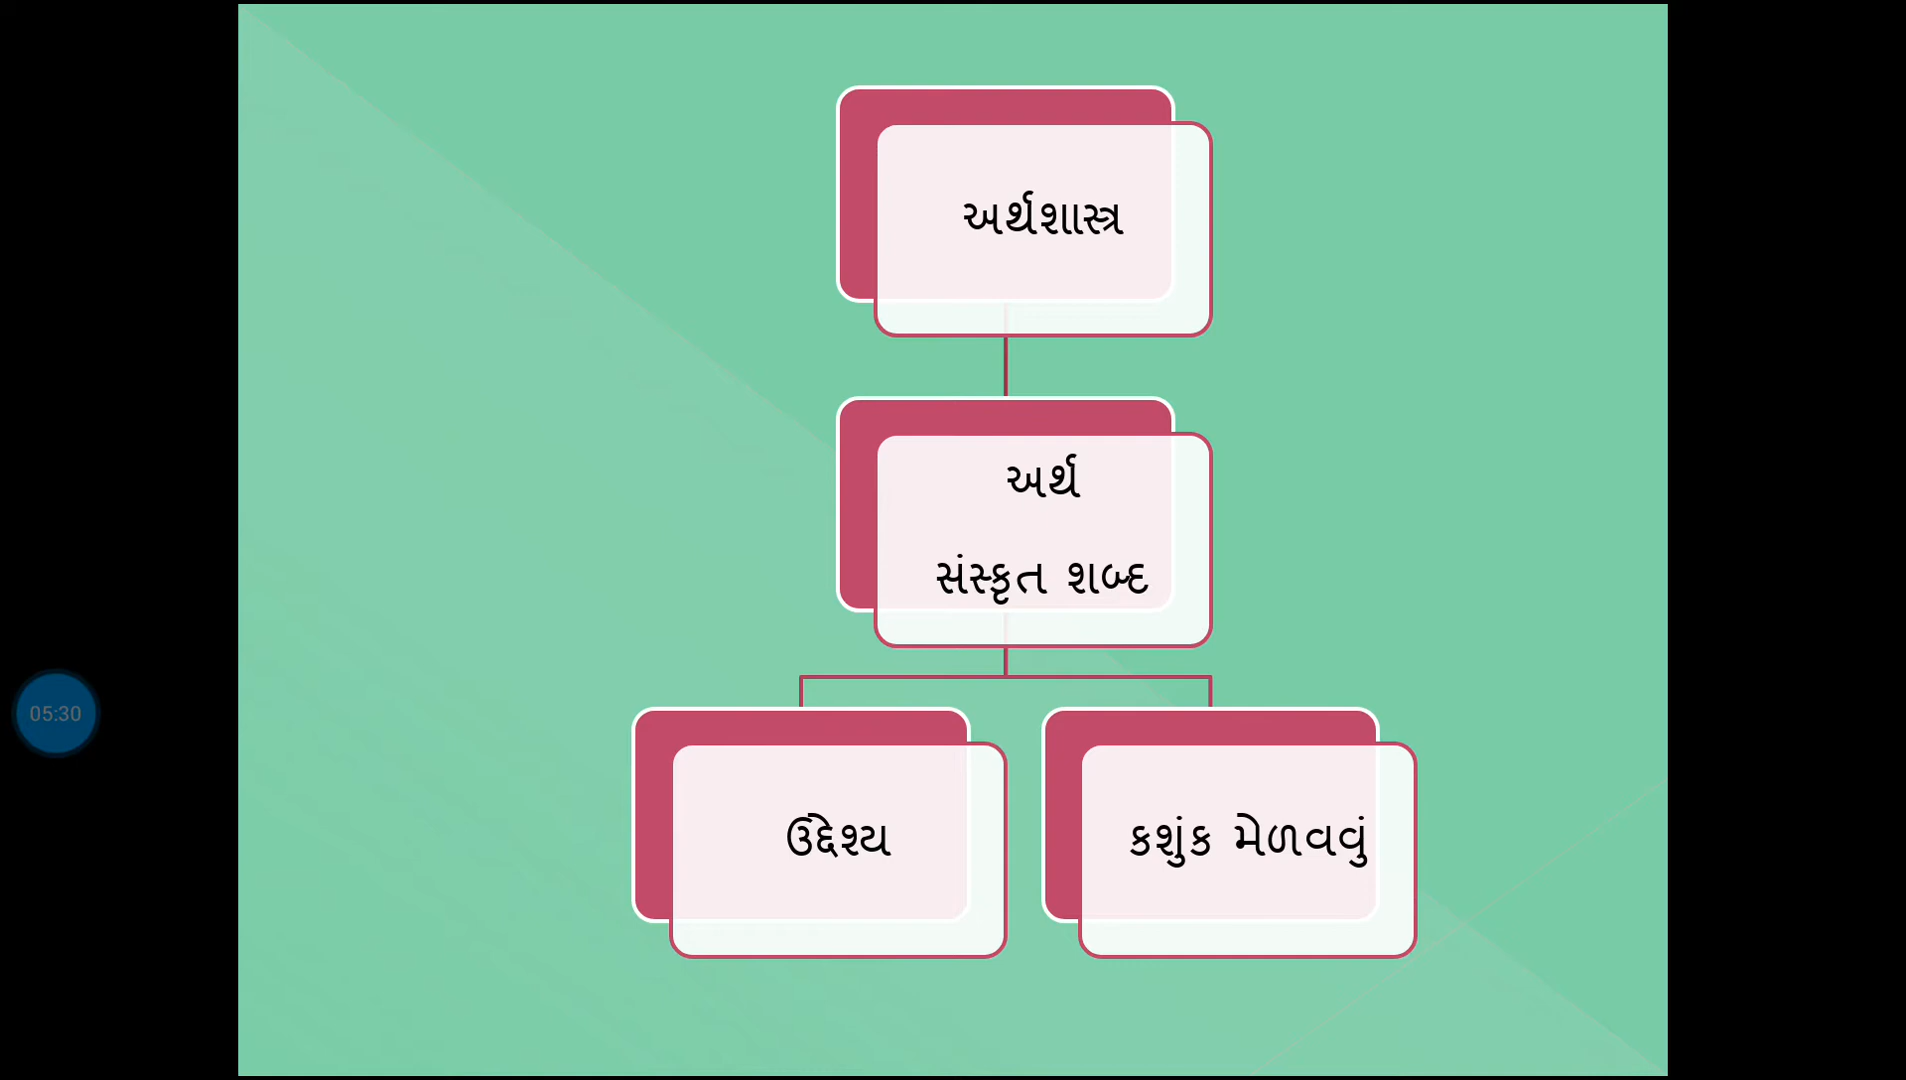 અર્થશાસ્ત્ર
અર્થ
સંસ્કૃત શબ્દ
ઉદ્દેશ્ય
કશુંક મેળવવું
05:30